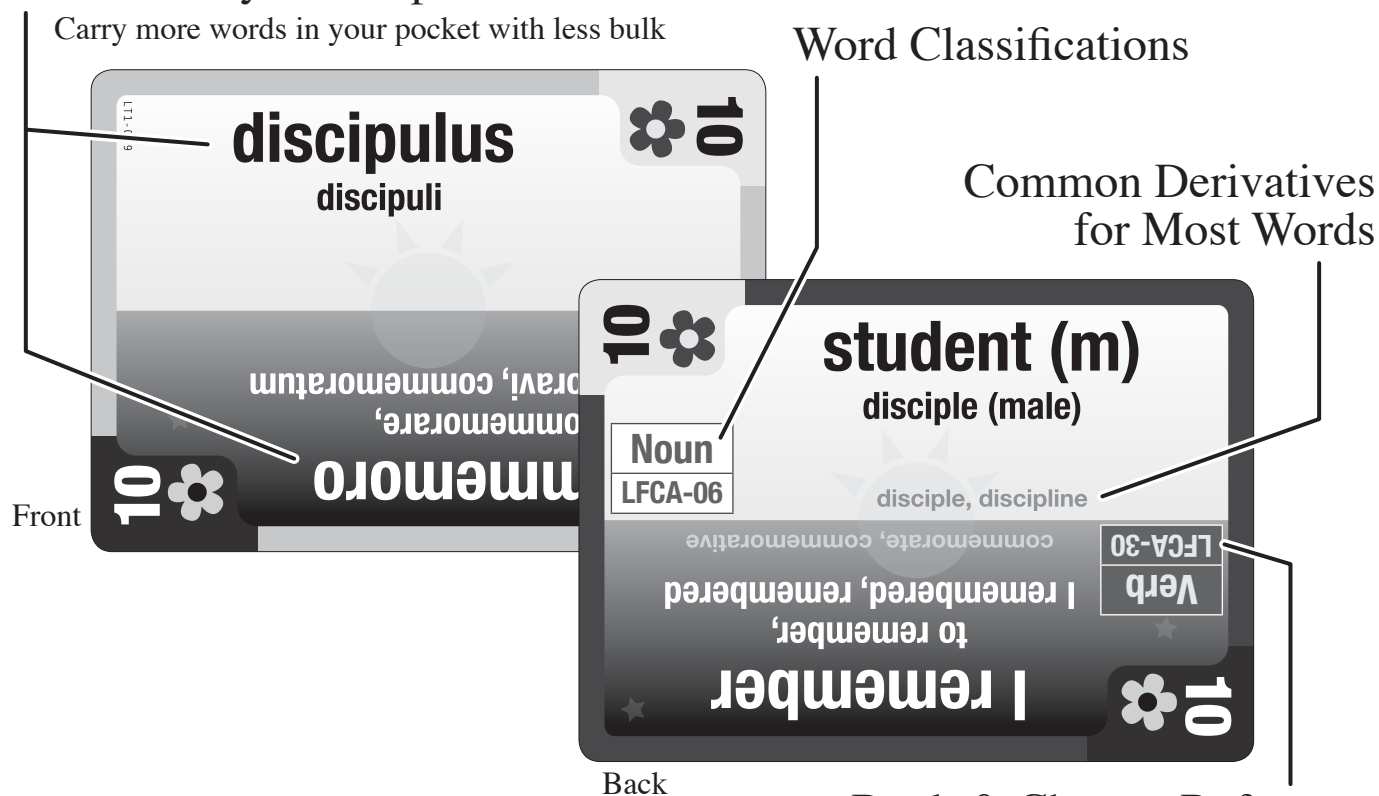 Carry more words in your pocket with less bulk
Word Classifications
Common Derivatives
for Most Words
discipulus
discipuli
10
commemoratum
10
Front
10
student (m)
disciple (male)
Noun
LFCA-06
disciple, discipline
I remember
to remember,
I remembered, remembered
commemorate, commemorative
Verb
LFCA-30
10
Back